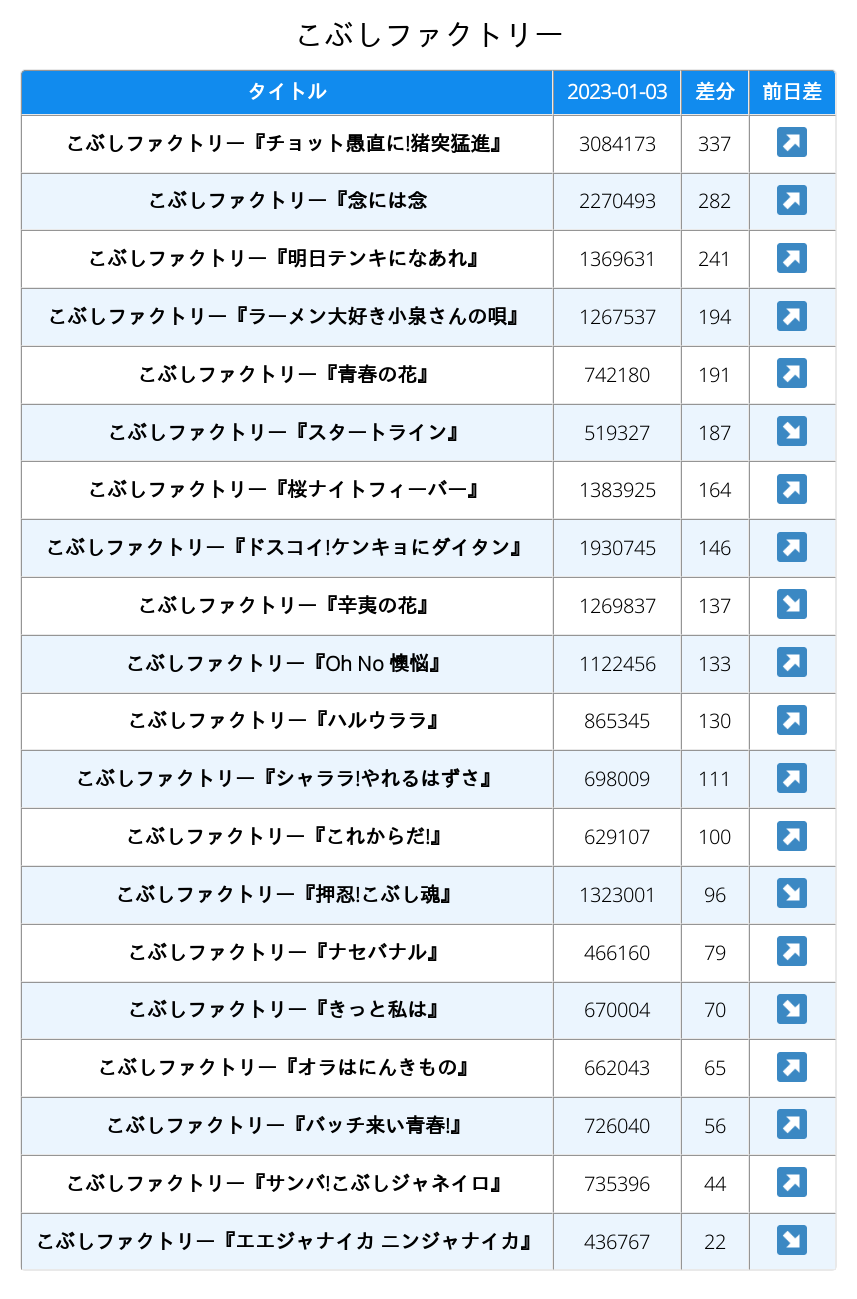 こぶしファクトリー
タイトル 2023-01-03 差分 前日差
こぶしファクトリー『チョット愚直に!猪突猛進』 3084173 337
こぶしファクトリー『念には念 2270493 282
こぶしファクトリー『明日テンキになあれ』 1369631 241
こぶしファクトリー『ラーメン大好き小泉さんの唄』 1267537 194
こぶしファクトリー『青春の花』 742180 191
こぶしファクトリー『スタートライン』 519327 187
こぶしファクトリー『桜ナイトフィーバー』 1383925 164
こぶしファクトリー『ドスコイ!ケンキョにダイタン』 1930745 146
こぶしファクトリー『辛夷の花』 1269837 137
こぶしファクトリー『Oh No 懊悩』 1122456 133
こぶしファクトリー『ハルウララ』 865345 130
こぶしファクトリー『シャララ!やれるはずさ』 698009 111
こぶしファクトリー『これからだ!』 629107 100
こぶしファクトリー『押忍!こぶし魂』 1323001 96
こぶしファクトリー『ナセバナル』 466160 79
こぶしファクトリー『きっと私は』 670004 70
こぶしファクトリー『オラはにんきもの』 662043 65
こぶしファクトリー『バッチ来い青春!』 726040 56
こぶしファクトリー『サンバ!こぶしジャネイロ』 735396 44
こぶしファクトリー『エエジャナイカ ニンジャナイカ』 436767 22